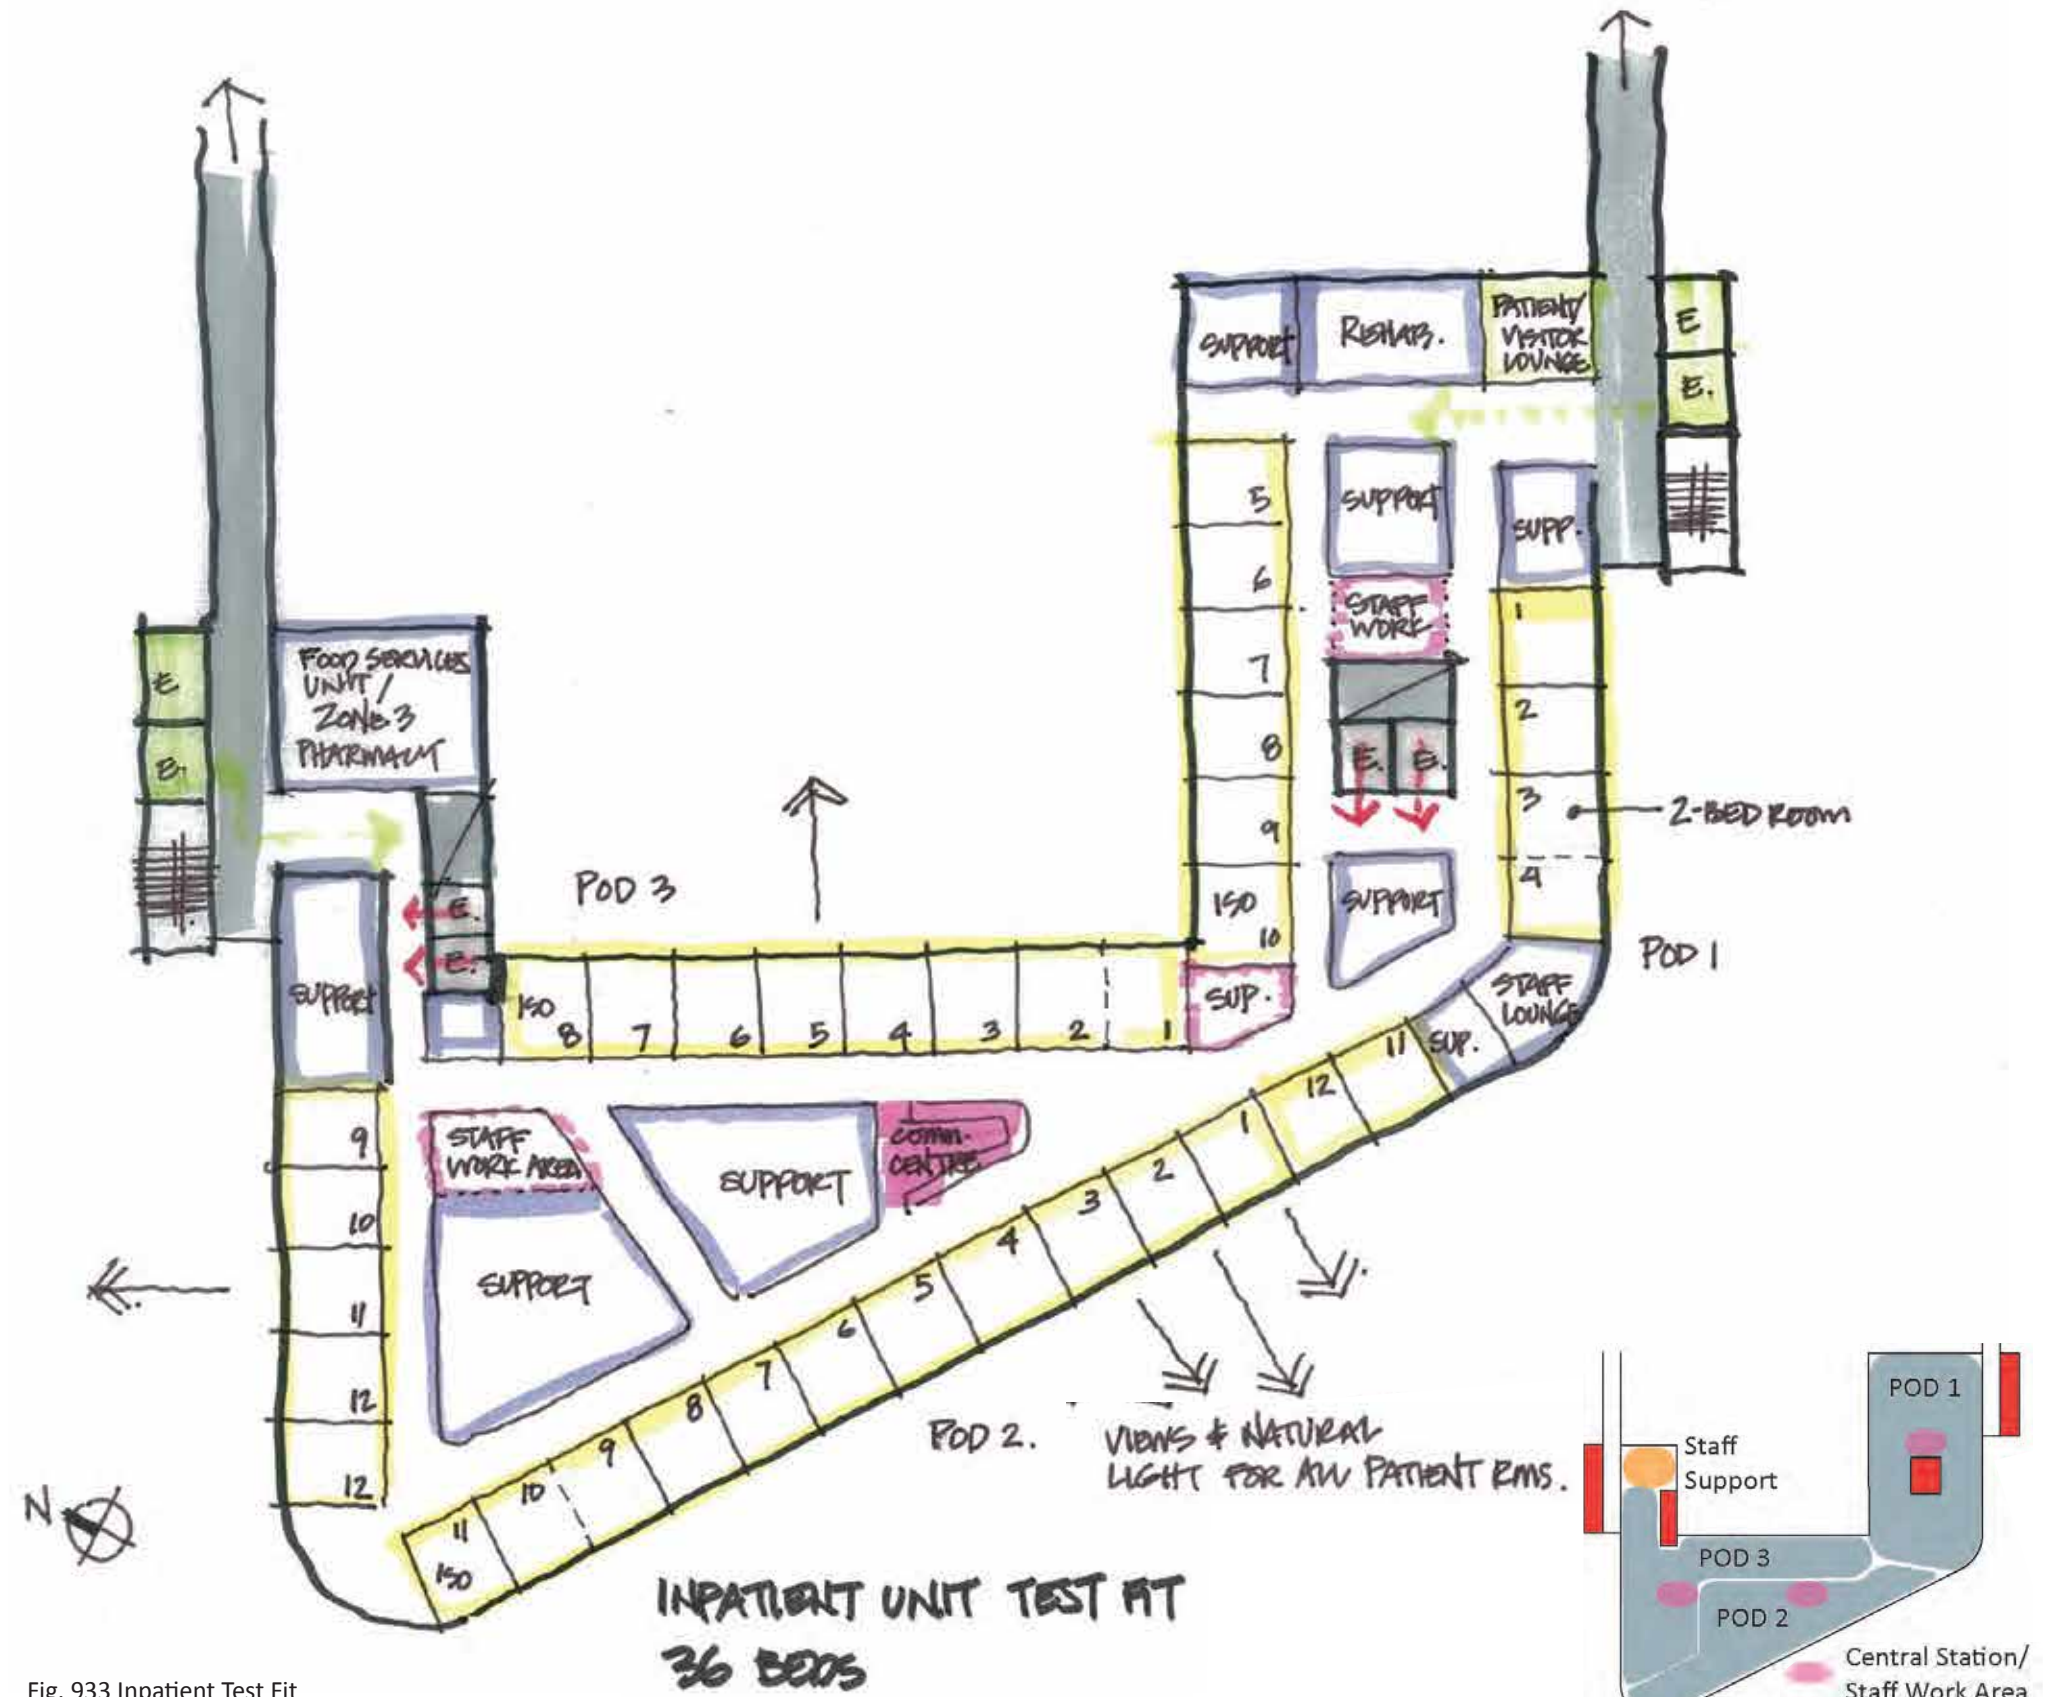 SUPPORT
REHAB.
PATIENT/
VISITOR
LOUNGE
E
E.
5
6
7
8
9
ISO
10
SUP.
SUPPORT
STAFF
WORK
E.
E.
SUPPORT
SUPP.
1
2
3
4
2-BED ROOM
STAFF
LOUNGE
SUP.
POD 1
E
E.
FOOD SERVICES
UNIT /
ZONE 3
PHARMACY
SUPPORT
E.
E.
POD 3
ISO
8
7
6
5
4
3
2
1
9
10
11
12
12
STAFF
WORK AREA
SUPPORT
SUPPORT
COMM.
CENTRE
11
12
1
2
3
4
5
6
7
8
9
10
11
ISO
POD 2.
VIEWS & NATURAL
LIGHT FOR ALL PATIENT RMS.
N
INPATIENT UNIT TEST FIT
36 BEDS
Fig. 933 Inpatient Test Fit
POD 1
Staff
Support
POD 3
POD 2
Central Station/
Staff Work Area